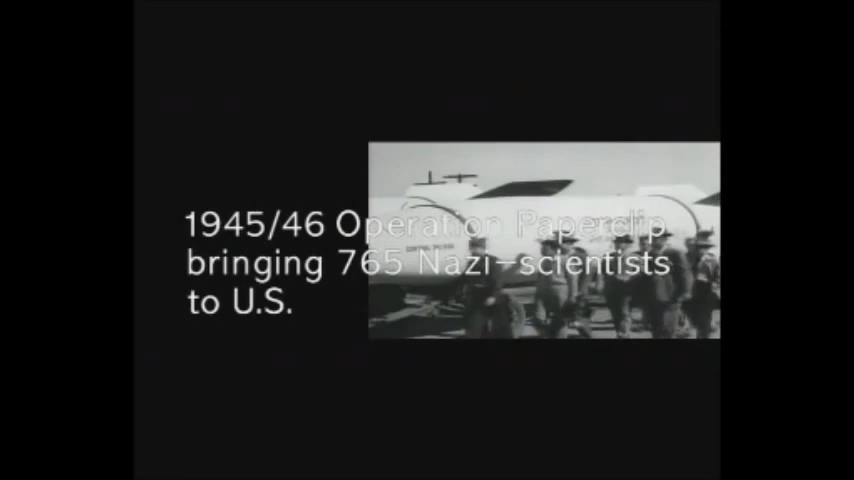 1945/46 Operation Paperclip
bringing 765 Nazi-scientists
to U.S.